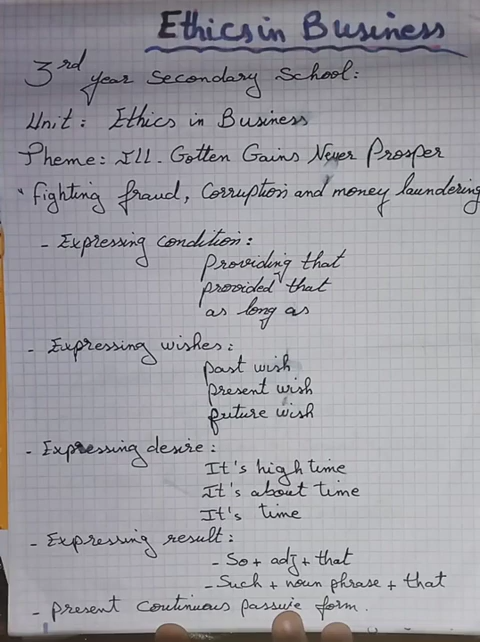 Ethics in Business
3rd year Secondary School:
Unit: Ethics in Business
Theme: Ill-Gotten Gains Never Prosper
"Fighting fraud, Corruption and money laundering
- Expressing condition:
Providing that
provided that
as long as
- Expressing wishes:
past wish
present wish
future wish
- Expressing desire:
It's high time
It's about time
It's time
- Expressing result:
- So + adj + that
- Such + noun phrase + that
- Present continuous passive form.